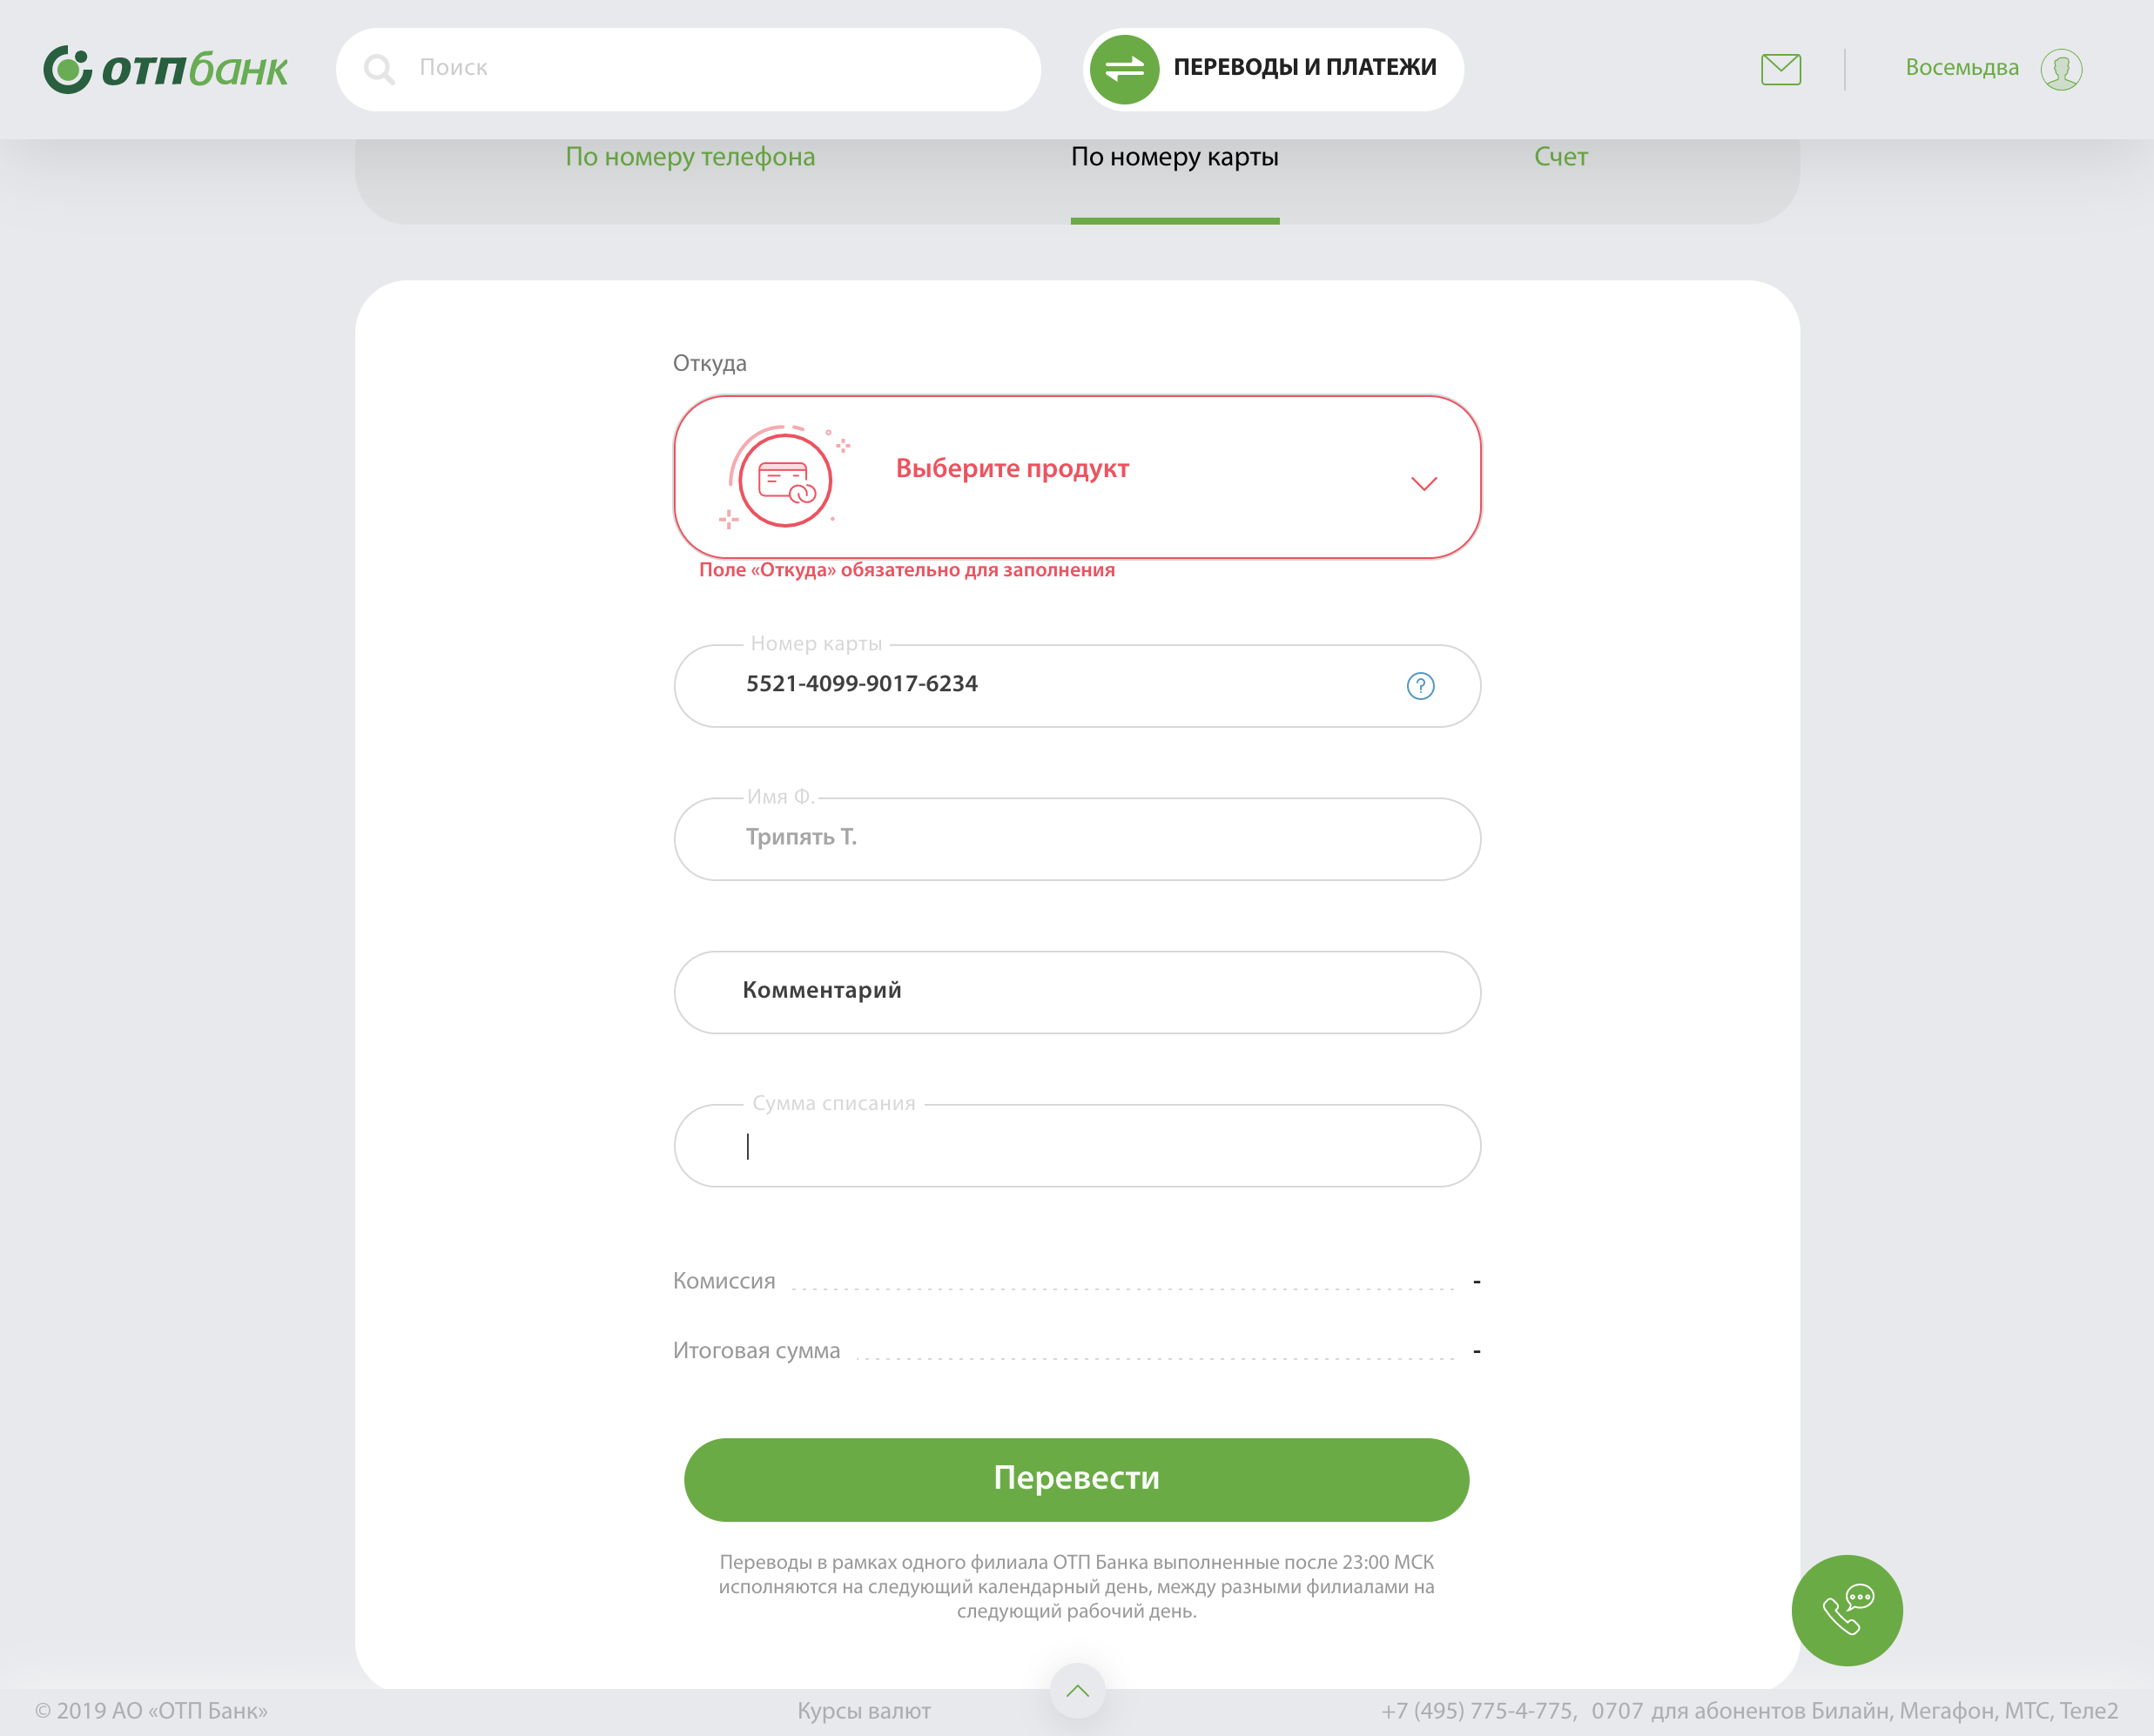 отпбанк
Поиск
ПЕРЕВОДЫ И ПЛАТЕЖИ
Восемьдва
По номеру телефона
По номеру карты
Счет
Откуда
Выберите продукт
Поле «Откуда» обязательно для заполнения
Номер карты
5521-4099-9017-6234
Имя Ф.
Трипять Т.
Комментарий
Сумма списания
Комиссия -
Итоговая сумма -
Перевести
Переводы в рамках одного филиала ОТП Банка выполненные после 23:00 МСК
исполняются на следующий календарный день, между разными филиалами на
следующий рабочий день.
© 2019 АО «ОТП Банк»
Курсы валют
+7 (495) 775-4-775, 0707 для абонентов Билайн, Мегафон, МТС, Теле2